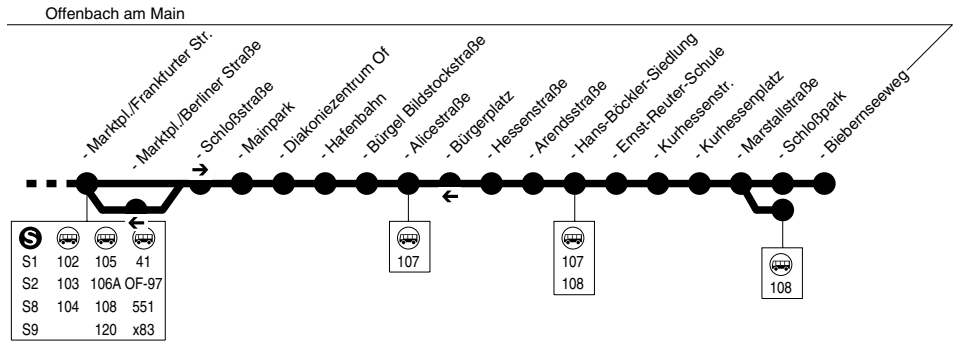 Offenbach am Main
- Marktpl./Frankfurter Str.
- Marktpl./Berliner Straße
- Schloßstraße
- Mainpark
- Diakoniezentrum Of
- Hafenbahn
- Bürgel Bildstockstraße
- Alicestraße
- Bürgerplatz
- Hessenstraße
- Arendsstraße
- Hans-Böckler-Siedlung
- Ernst-Reuter-Schule
- Kurhessenstr.
- Kurhessenplatz
- Marstallstraße
- Schloßpark
- Biebernseeweg
S
S1 102 105 41
S2 103 106A OF-97
S8 104 108 551
S9 120 x83
107
107
108
108